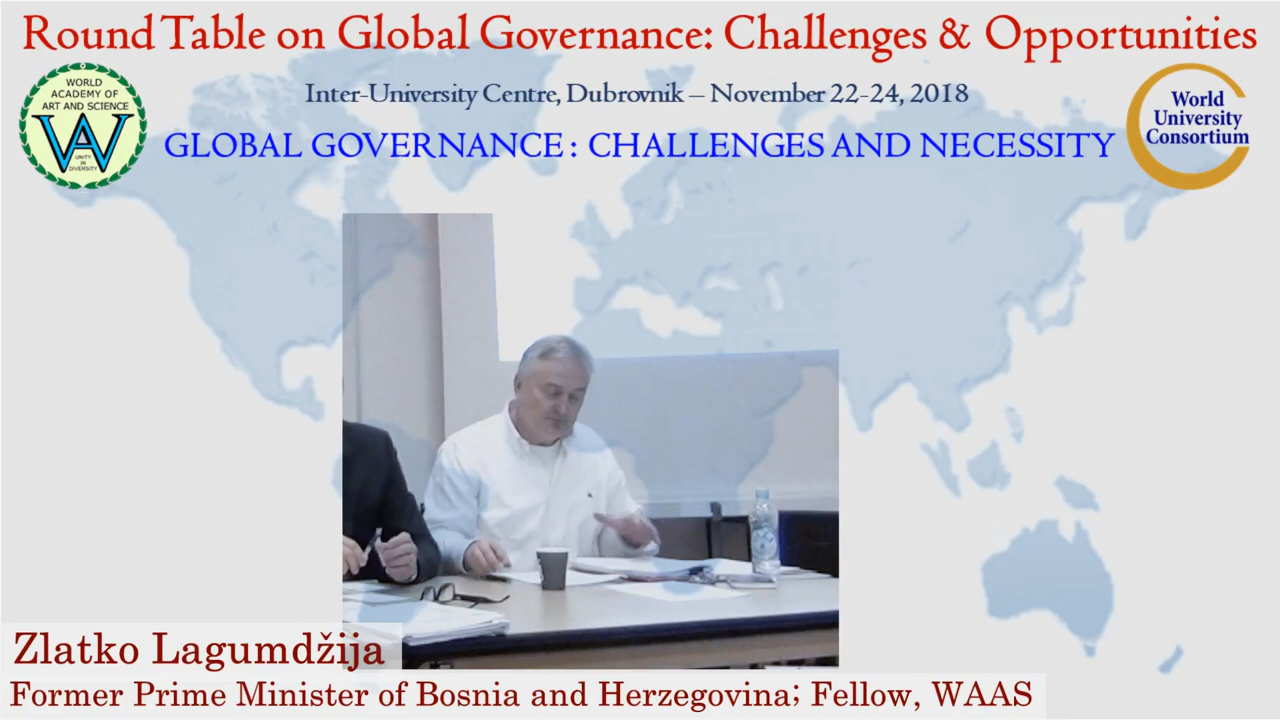 Round Table on Global Governance: Challenges & Opportunities
Inter-University Centre, Dubrovnik – November 22-24, 2018
GLOBAL GOVERNANCE : CHALLENGES AND NECESSITY
WORLD
ACADEMY OF
ART AND SCIENCE
WA
UNITY
IN
DIVERSITY
World
University
Consortium
Zlatko Lagumdžija
Former Prime Minister of Bosnia and Herzegovina; Fellow, WAAS